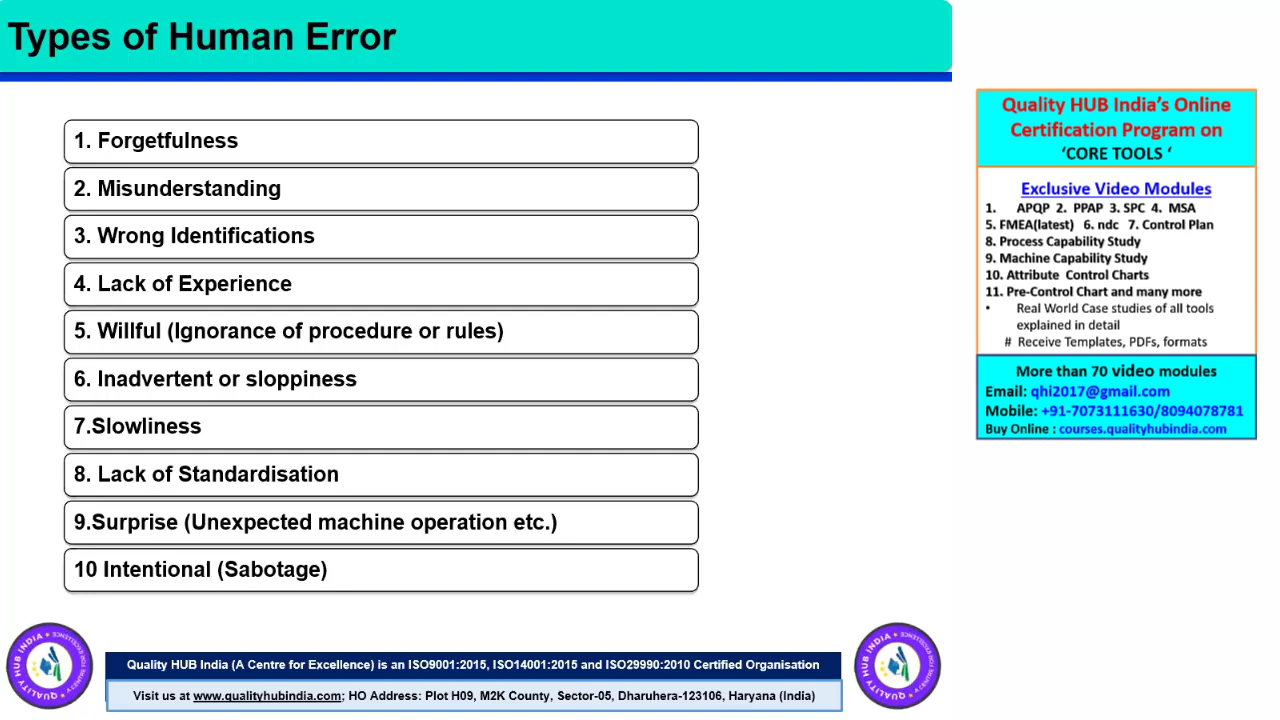 Types of Human Error
1. Forgetfulness
2. Misunderstanding
3. Wrong Identifications
4. Lack of Experience
5. Willful (Ignorance of procedure or rules)
6. Inadvertent or sloppiness
7.Slowliness
8. Lack of Standardisation
9.Surprise (Unexpected machine operation etc.)
10 Intentional (Sabotage)
Quality HUB India’s Online
Certification Program on
‘CORE TOOLS ‘
Exclusive Video Modules
1. APQP 2. PPAP 3. SPC 4. MSA
5. FMEA(latest) 6. ndc 7. Control Plan
8. Process Capability Study
9. Machine Capability Study
10. Attribute Control Charts
11. Pre-Control Chart and many more
• Real World Case studies of all tools
explained in detail
# Receive Templates, PDFs, formats
More than 70 video modules
Email: qhi2017@gmail.com
Mobile: +91-7073111630/8094078781
Buy Online : courses.qualityhubindia.com
QUALITY HUB INDIA
Quality HUB India (A Centre for Excellence) is an ISO9001:2015, ISO14001:2015 and ISO29990:2010 Certified Organisation
Visit us at www.qualityhubindia.com; HO Address: Plot H09, M2K County, Sector-05, Dharuhera-123106, Haryana (India)
QUALITY HUB INDIA